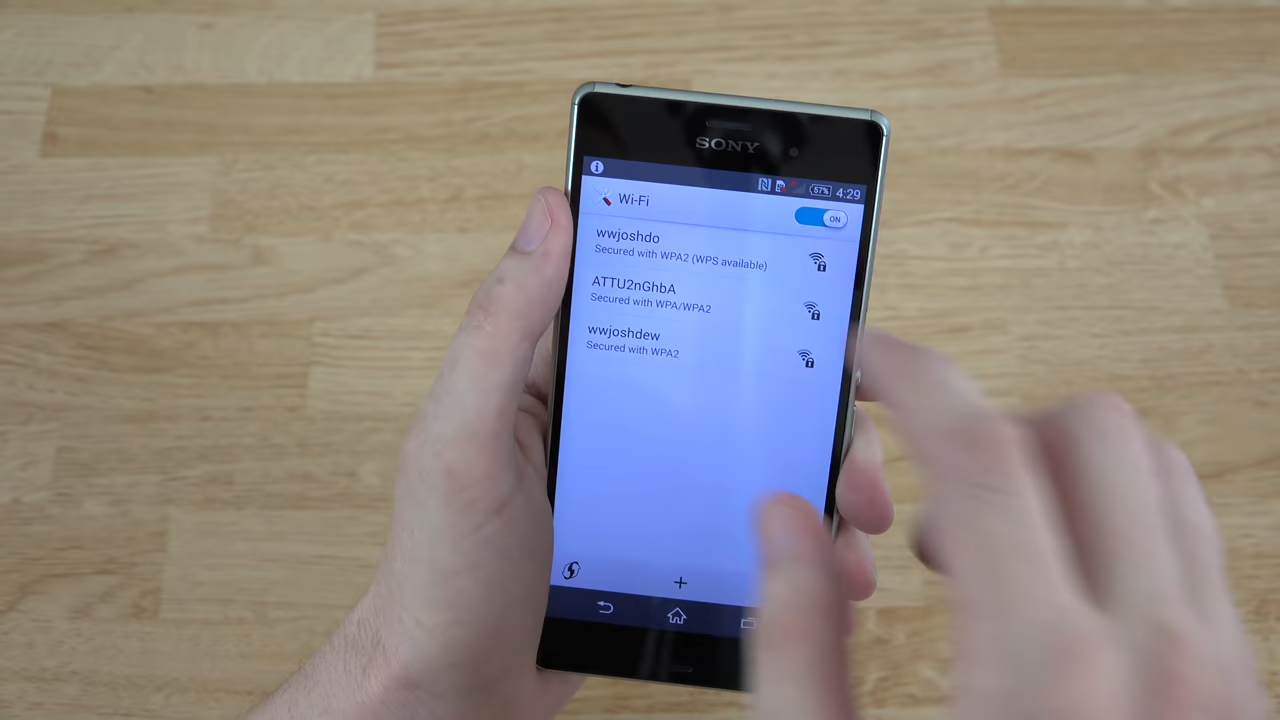 SONY
57% 4:29
Wi-Fi
ON
wwjoshdo
Secured with WPA2 (WPS available)
ATTU2nGhbA
Secured with WPA/WPA2
wwjoshdew
Secured with WPA2